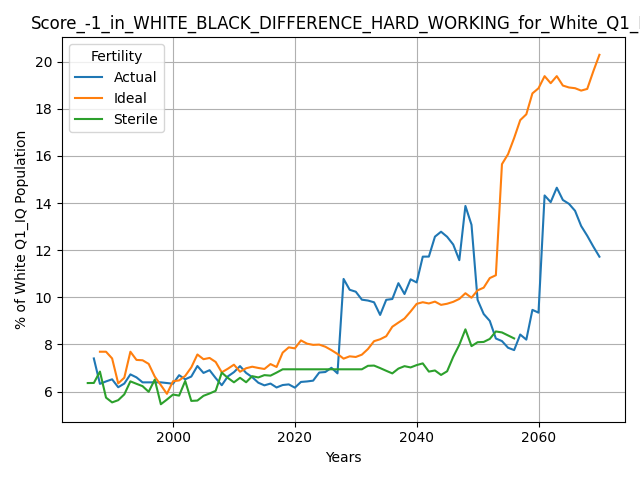 Score_-1_in_WHITE_BLACK_DIFFERENCE_HARD_WORKING_for_White_Q1_
Fertility
Actual
Ideal
Sterile
% of White Q1_IQ Population
20
18
16
14
12
10
8
6
2000
2020
2040
2060
Years